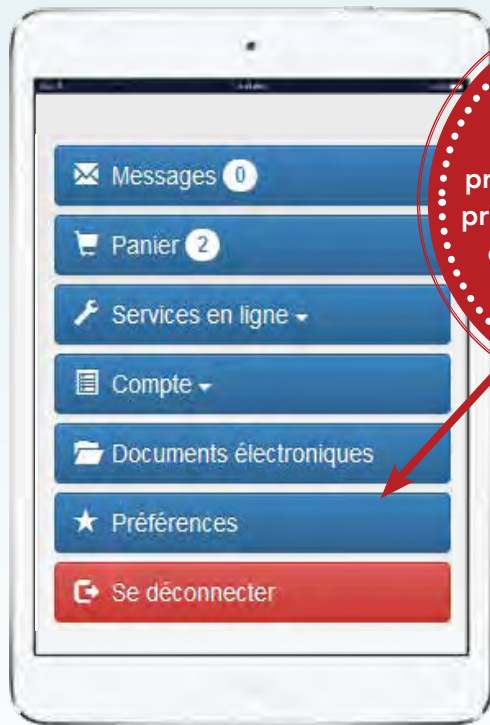 Messages 0
Panier 2
Services en ligne
Compte
Documents électroniques
Préférences
Se déconnecter